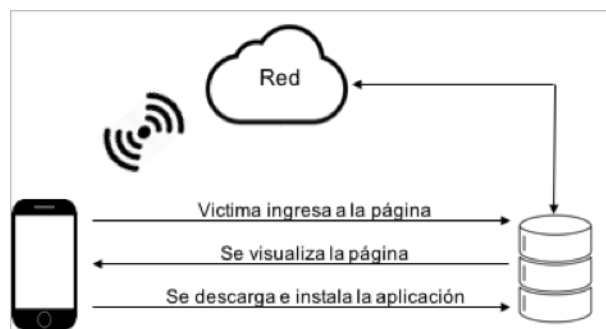 Red
Victima ingresa a la página
Se visualiza la página
Se descarga e instala la aplicación